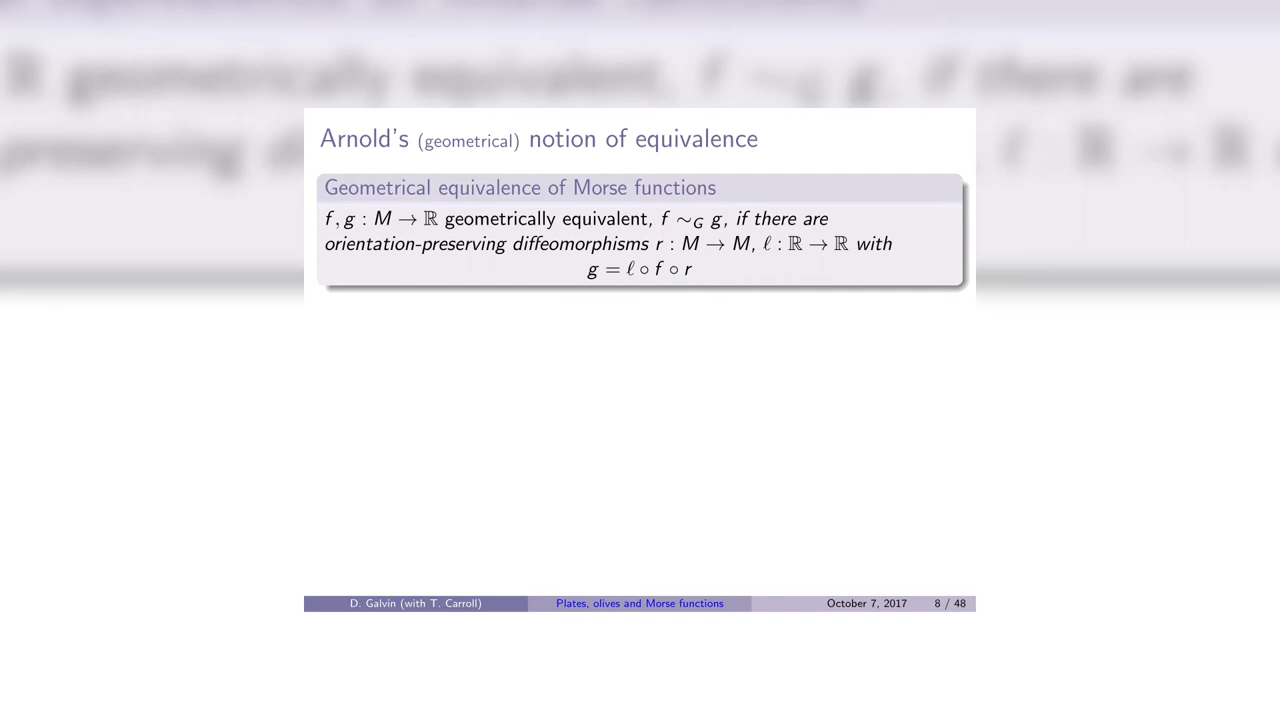 Arnold's (geometrical) notion of equivalence
Geometrical equivalence of Morse functions
f, g : M → ℝ geometrically equivalent, f ∼_G g, if there are
orientation-preserving diffeomorphisms r : M → M, ℓ : ℝ → ℝ with
g = ℓ ∘ f ∘ r
D. Galvin (with T. Carroll) Plates, olives and Morse functions October 7, 2017 8 / 48